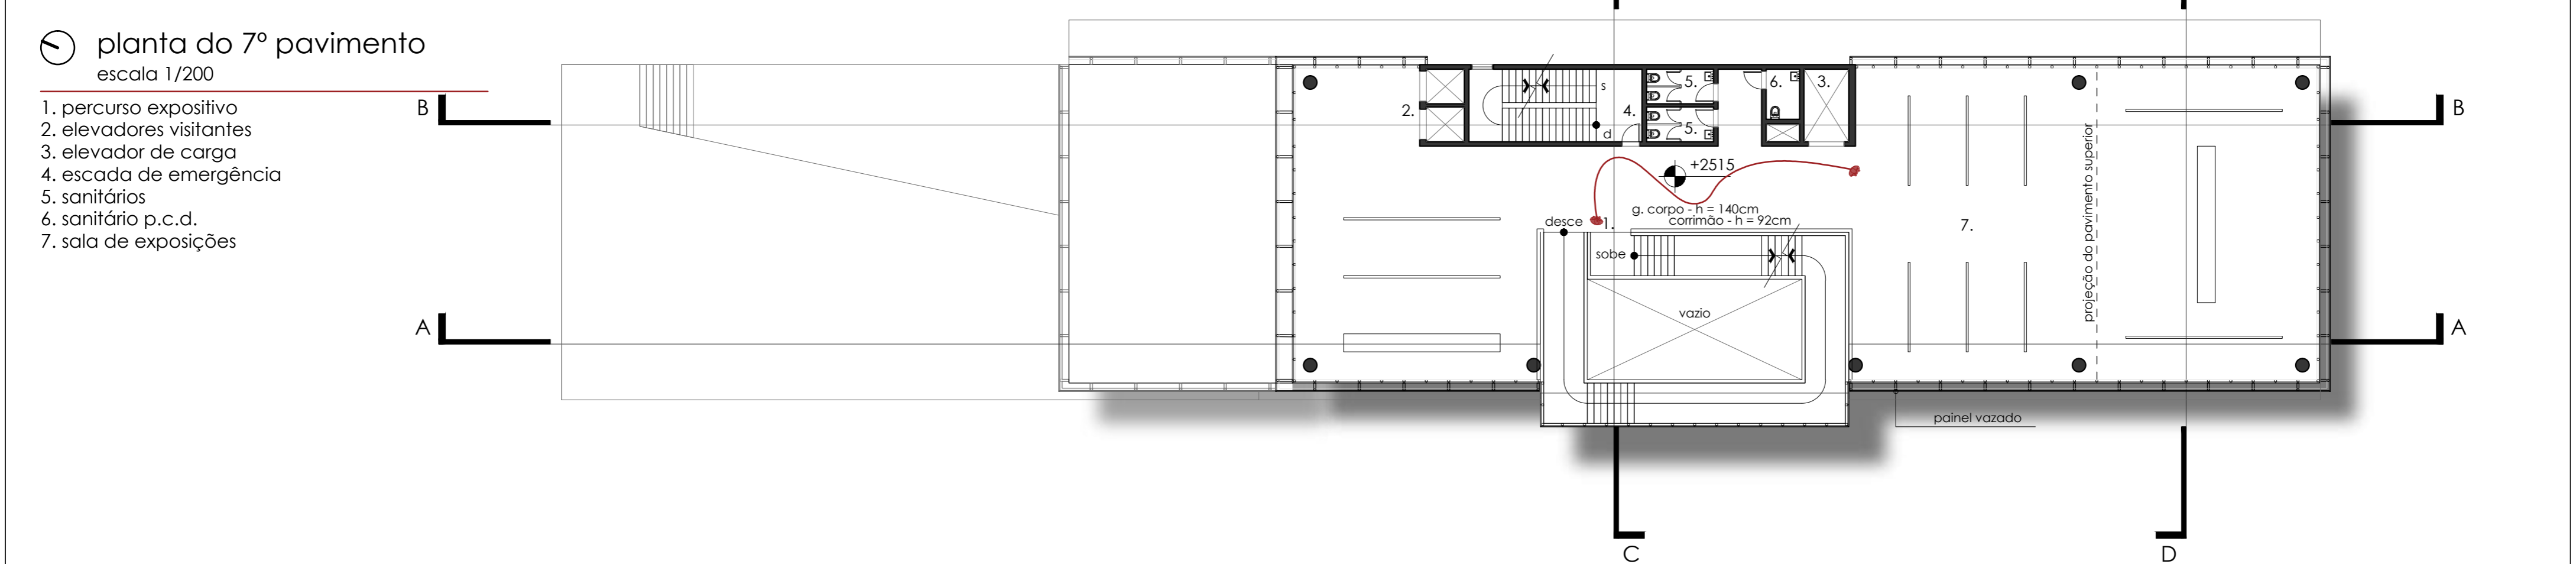 planta do 7º pavimento
escala 1/200
1. percurso expositivo
2. elevadores visitantes
3. elevador de carga
4. escada de emergência
5. sanitários
6. sanitário p.c.d.
7. sala de exposições
B
B
A
A
2.
s
4.
d
5.
5.
6.
3.
+2515
g. corpo - h = 140cm
corrimão - h = 92cm
desce
1.
sobe
vazio
7.
projeção do pavimento superior
painel vazado
C
D